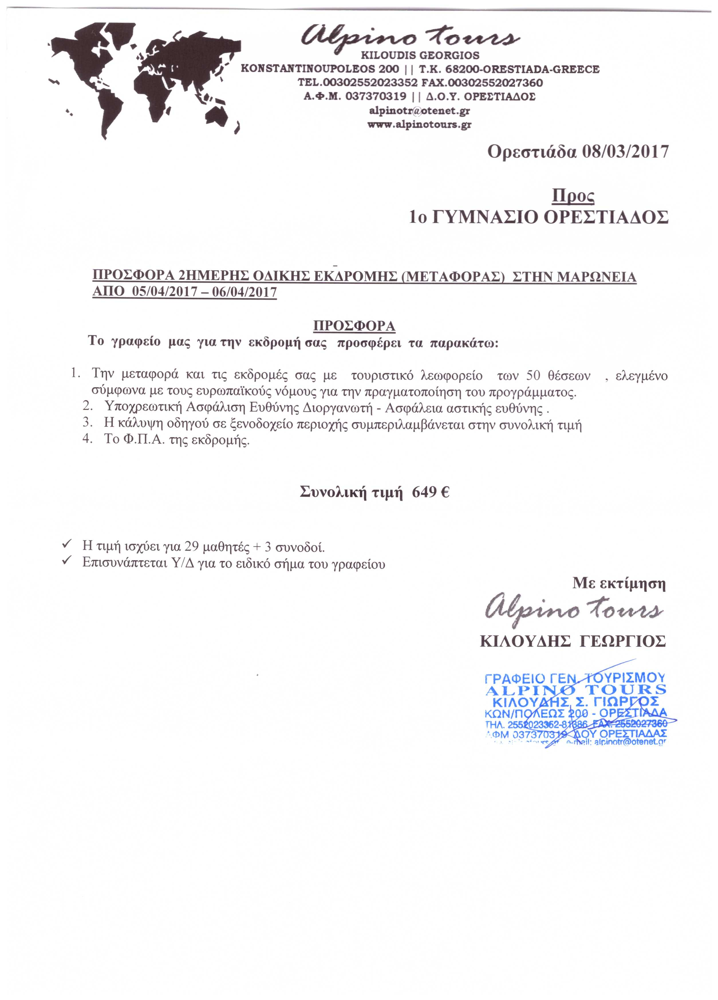 Alpino tours
KILOUDIS GEORGIOS
KONSTANTINOUPOLEOS 200 || T.K. 68200-ORESTIADA-GREECE
TEL.00302552023352 FAX.00302552027360
Α.Φ.Μ. 037370319 || Δ.Ο.Υ. ΟΡΕΣΤΙΑΔΟΣ
alpinotr@otenet.gr
www.alpinotours.gr
Ορεστιάδα 08/03/2017
Προς
1ο ΓΥΜΝΑΣΙΟ ΟΡΕΣΤΙΑΔΟΣ
ΠΡΟΣΦΟΡΑ 2ΗΜΕΡΗΣ ΟΔΙΚΗΣ ΕΚΔΡΟΜΗΣ (ΜΕΤΑΦΟΡΑΣ) ΣΤΗΝ ΜΑΡΩΝΕΙΑ
ΑΠΟ 05/04/2017 – 06/04/2017
ΠΡΟΣΦΟΡΑ
Το γραφείο μας για την εκδρομή σας προσφέρει τα παρακάτω:
1. Την μεταφορά και τις εκδρομές σας με τουριστικό λεωφορείο των 50 θέσεων , ελεγμένο
σύμφωνα με τους ευρωπαϊκούς νόμους για την πραγματοποίηση του προγράμματος.
2. Υποχρεωτική Ασφάλιση Ευθύνης Διοργανωτή - Ασφάλεια αστικής ευθύνης .
3. Η κάλυψη οδηγού σε ξενοδοχείο περιοχής συμπεριλαμβάνεται στην συνολική τιμή
4. Το Φ.Π.Α. της εκδρομής.
Συνολική τιμή 649 €
✓ Η τιμή ισχύει για 29 μαθητές + 3 συνοδοί.
✓ Επισυνάπτεται Υ/Δ για το ειδικό σήμα του γραφείου
Με εκτίμηση
Alpino tours
ΚΙΛΟΥΔΗΣ ΓΕΩΡΓΙΟΣ
ΓΡΑΦΕΙΟ ΓΕΝ. ΤΟΥΡΙΣΜΟΥ
ALPINO TOURS
ΚΙΛΟΥΔΗΣ Σ. ΓΙΩΡΓΟΣ
ΚΩΝ/ΠΟΛΕΩΣ 200 - ΟΡΕΣΤΙΑΔΑ
ΤΗΛ. 2552023352-81386 FAX: 2552027360
ΑΦΜ 037370319 ΔΟΥ ΟΡΕΣΤΙΑΔΑΣ
e-mail: alpinotr@otenet.gr